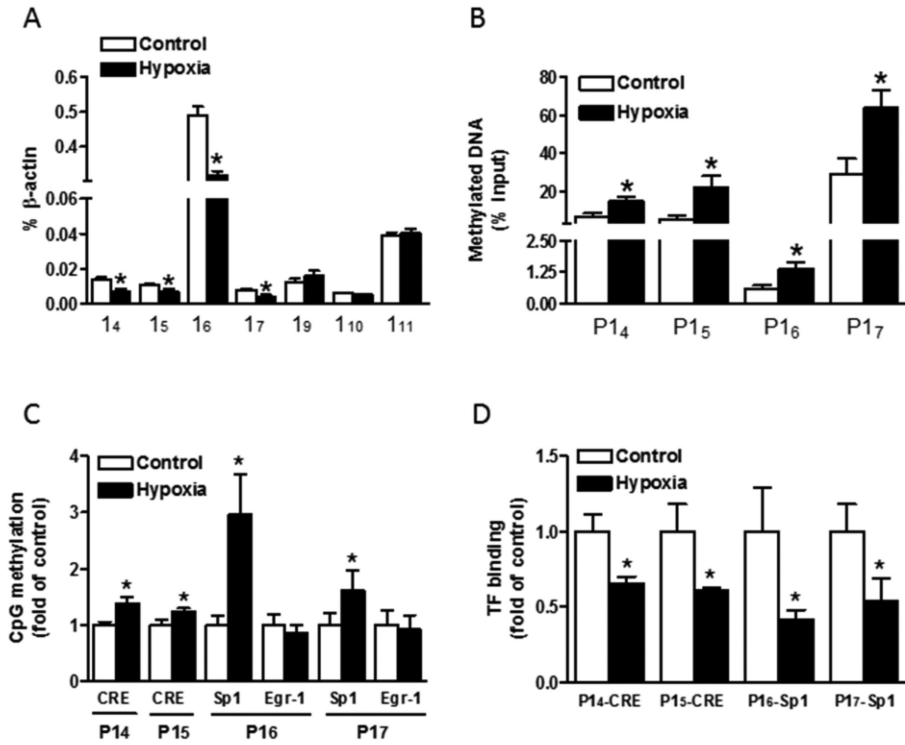 A
Control
Hypoxia
% β-actin
0.6
0.5
0.4
0.06
0.04
0.02
0.00
*
*
*
*
1₄ 1₅ 1₆ 1₇ 1₉ 1₁₀ 1₁₁
B
Control
Hypoxia
Methylated DNA
(% Input)
80
60
40
20
2.50
1.25
0.00
*
*
*
*
P1₄ P1₅ P1₆ P1₇
C
Control
Hypoxia
CpG methylation
(fold of control)
4
2
1
0
*
*
*
*
CRE CRE Sp1 Egr-1 Sp1 Egr-1
P14 P15 P16 P17
D
Control
Hypoxia
TF binding
(fold of control)
1.5
1.0
0.5
0.0
*
*
*
*
P1₄-CRE P1₅-CRE P1₆-Sp1 P1₇-Sp1